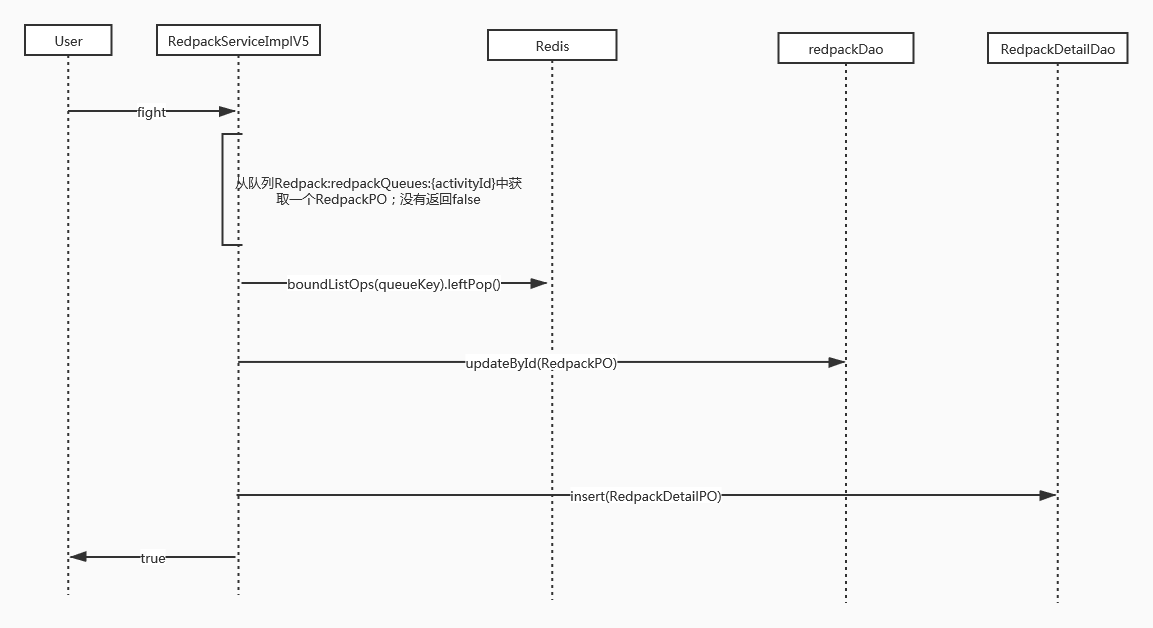 User
RedpackServiceImplV5
Redis
redpackDao
RedpackDetailDao
fight
从队列Redpack:redpackQueues:{activityId}中获
取一个RedpackPO；没有返回false
boundListOps(queueKey).leftPop()
updateById(RedpackPO)
insert(RedpackDetailPO)
true